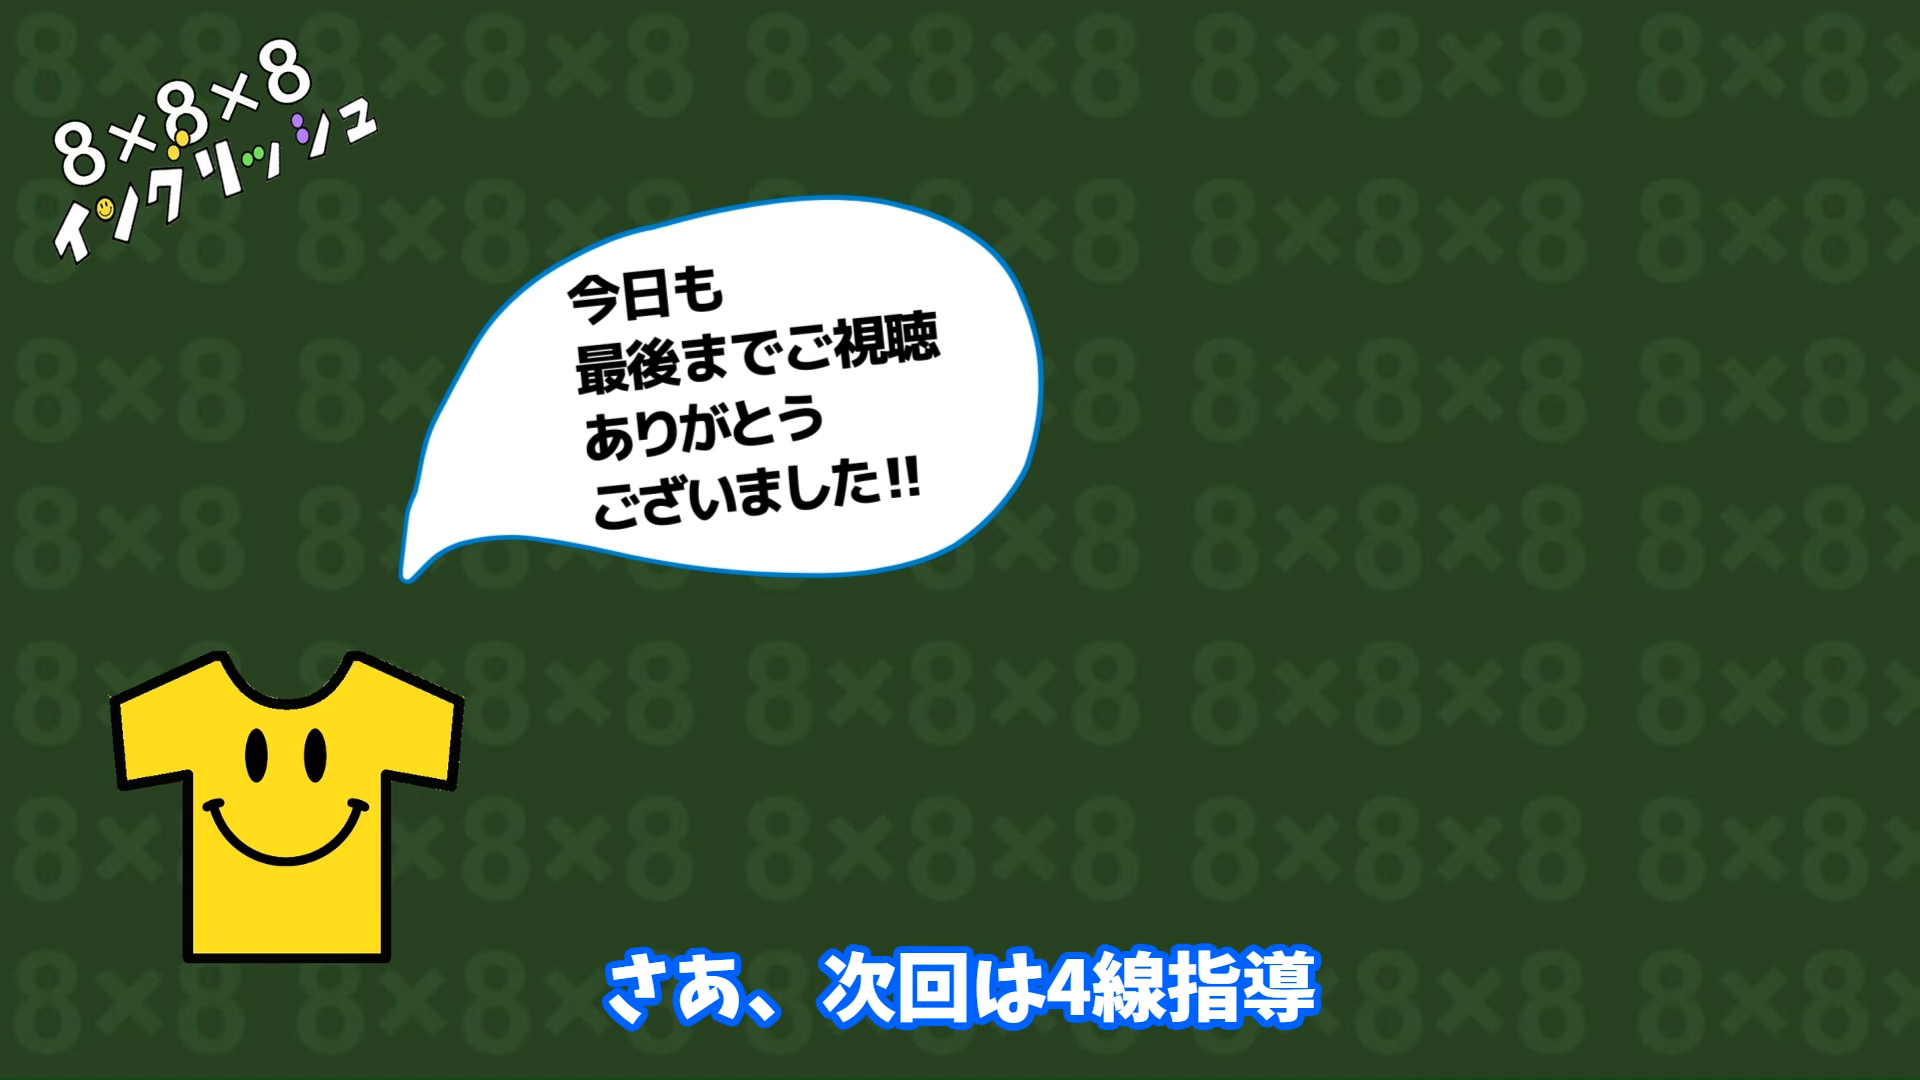 8×8×8
イングリッシュ
今日も
最後までご視聴
ありがとう
ございました!!
さあ、次回は4線指導